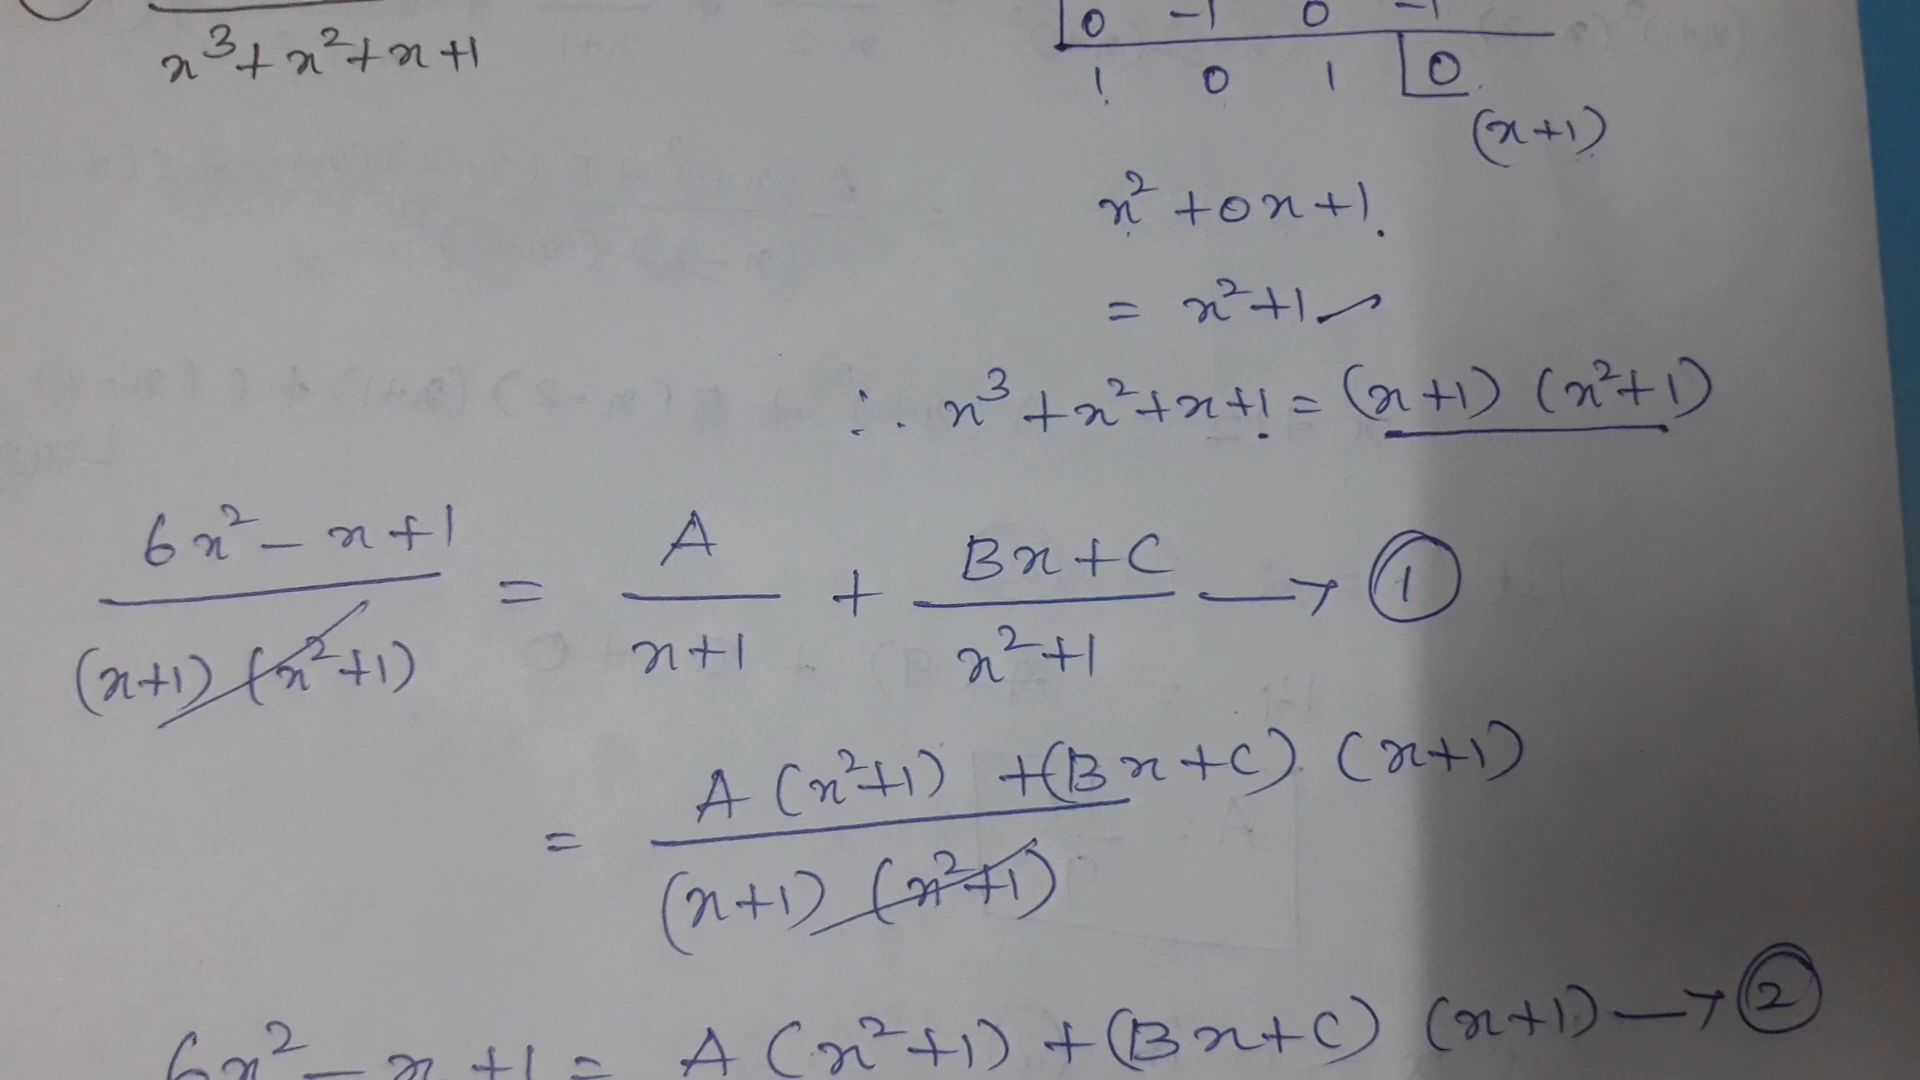 x³+x²+x+1
0 -1 0 -1
1 0 1 0
(x+1)
x²+0x+1
= x²+1
∴ x³+x²+x+1 = (x+1) (x²+1)
6x²-x+1 / (x+1) (x²+1) = A / x+1 + Bx+C / x²+1 → ①
= A (x²+1) +(Bx+C) (x+1) / (x+1) (x²+1)
6x²-x+1 = A (x²+1) + (Bx+C) (x+1) → ②